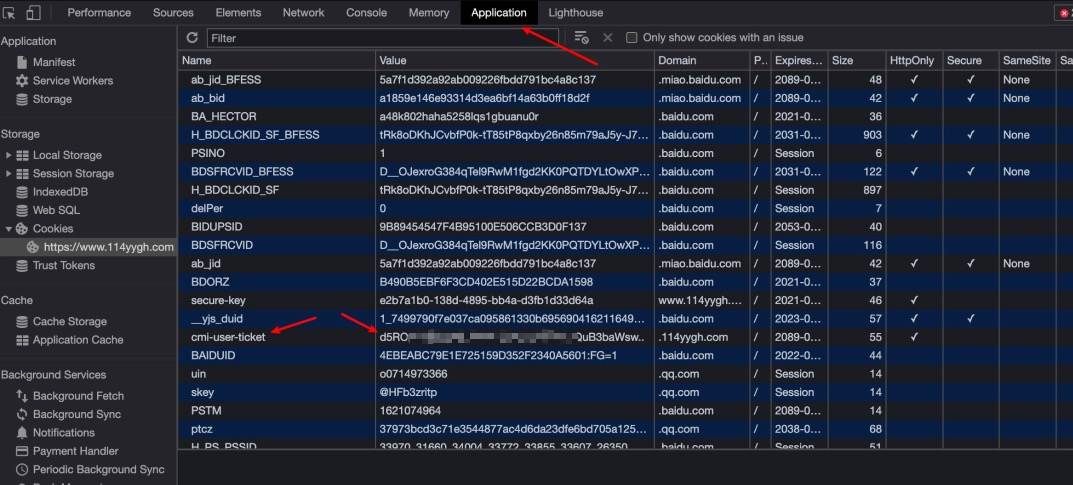 Performance Sources Elements Network Console Memory Application Lighthouse
Application
Manifest
Service Workers
Storage
Storage
Local Storage
Session Storage
IndexedDB
Web SQL
Cookies
https://www.114yygh.com
Trust Tokens
Cache
Cache Storage
Application Cache
Background Services
Background Fetch
Background Sync
Notifications
Payment Handler
Periodic Background Sync
Filter Only show cookies with an issue
Name Value Domain P.. Expires... Size HttpOnly Secure SameSite Sa
ab_jid_BFESS 5a7f1d392a92ab009226fbdd791bc4a8c137 .miao.baidu.com / 2089-0... 48 ✓ ✓ None
ab_bid a1859e146e93314d3ea6bf14a63b0ff18d2f .miao.baidu.com / 2089-0... 42 ✓ ✓ None
BA_HECTOR a48k802haha5258lqs1gbuanu0r .baidu.com / 2021-0... 36
H_BDCLCKID_SF_BFESS tRk8oDKhJCvbfP0k-tT85tP8qxby26n85m79aJ5y-J7... .baidu.com / 2031-0... 903 ✓ ✓ None
PSINO 1 .baidu.com / Session 6
BDSFRCVID_BFESS D__OJexroG384qTel9RwM1fgd2KK0PQTDYLtOwXP... .baidu.com / 2031-0... 122 ✓ ✓ None
H_BDCLCKID_SF tRk8oDKhJCvbfP0k-tT85tP8qxby26n85m79aJ5y-J7... .baidu.com / Session 897
delPer 0 .baidu.com / Session 7
BIDUPSID 9B89454547F4B95100E506CCB3D0F137 .baidu.com / 2053-0... 40
BDSFRCVID D__OJexroG384qTel9RwM1fgd2KK0PQTDYLtOwXP... .baidu.com / Session 116
ab_jid 5a7f1d392a92ab009226fbdd791bc4a8c137 .miao.baidu.com / 2089-0... 42 ✓ ✓ None
BDORZ B490B5EBF6F3CD402E515D22BCDA1598 .baidu.com / 2021-0... 37
secure-key e2b7a1b0-138d-4895-bb4a-d3fb1d33d64a www.114yygh.... / 2021-0... 46 ✓
__yjs_duid 1_7499790f7e037ca095861330b695690416211649... .baidu.com / 2023-0... 57 ✓ ✓
cmi-user-ticket d5RO QuB3baWsw.. .114yygh.com / 2089-0... 55 ✓
BAIDUID 4EBEABC79E1E725159D352F2340A5601:FG=1 .baidu.com / 2022-0... 44
uin o0714973366 .qq.com / Session 14
skey @HFb3zritp .qq.com / Session 14
PSTM 1621074964 .baidu.com / 2089-0... 14
ptcz 37973bcd3c71e3544877ac4d6da23dfe6bd705a125... .qq.com / 2038-0... 68
H_PS_PSSID 33970_31660_34004_33772_33855_33607_26350 .baidu.com / Session 51